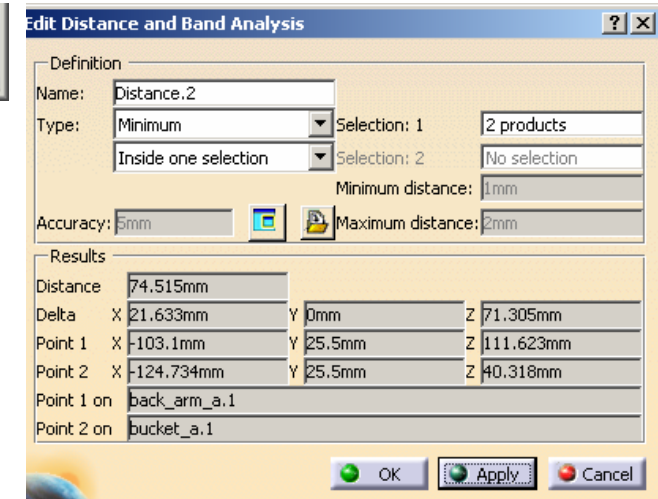 Edit Distance and Band Analysis
Definition
Name: Distance.2
Type: Minimum Selection: 1 2 products
Inside one selection Selection: 2 No selection
Minimum distance: 1mm
Accuracy: 5mm Maximum distance: 2mm
Results
Distance 74.515mm
Delta X 21.633mm Y 0mm Z 71.305mm
Point 1 X -103.1mm Y 25.5mm Z 111.623mm
Point 2 X -124.734mm Y 25.5mm Z 40.318mm
Point 1 on back_arm_a.1
Point 2 on bucket_a.1
OK Apply Cancel